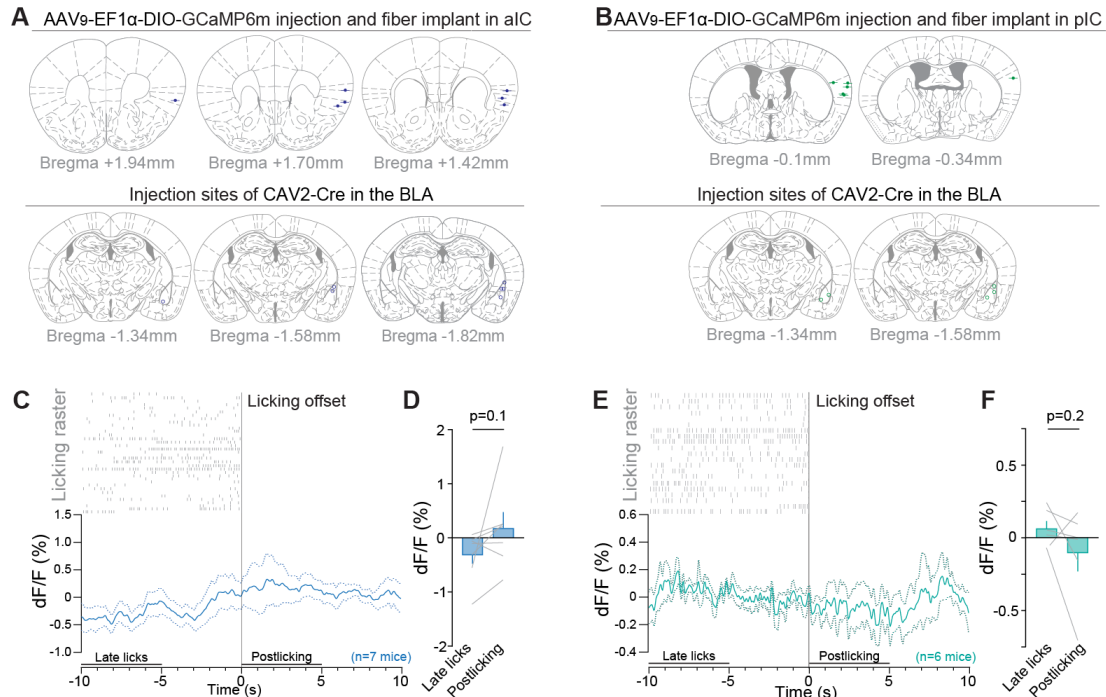 A
AAV9-EF1α-DIO-GCaMP6m injection and fiber implant in aIC
Bregma +1.94mm
Bregma +1.70mm
Bregma +1.42mm
Injection sites of CAV2-Cre in the BLA
Bregma -1.34mm
Bregma -1.58mm
Bregma -1.82mm
B
AAV9-EF1α-DIO-GCaMP6m injection and fiber implant in pIC
Bregma -0.1mm
Bregma -0.34mm
Injection sites of CAV2-Cre in the BLA
Bregma -1.34mm
Bregma -1.58mm
C
Licking raster
Licking offset
dF/F (%)
1.5
1.0
0.5
0
-0.5
-1.0
Late licks
Postlicking
(n=7 mice)
-10
-5
0
5
10
Time (s)
D
p=0.1
dF/F (%)
2
1
0
-1
-2
Late licks
Postlicking
E
Licking raster
Licking offset
dF/F (%)
0.6
0.4
0.2
0
-0.2
-0.4
Late licks
Postlicking
(n=6 mice)
-10
-5
0
5
10
Time (s)
F
p=0.2
dF/F (%)
0.5
0
-0.5
Late licks
Postlicking